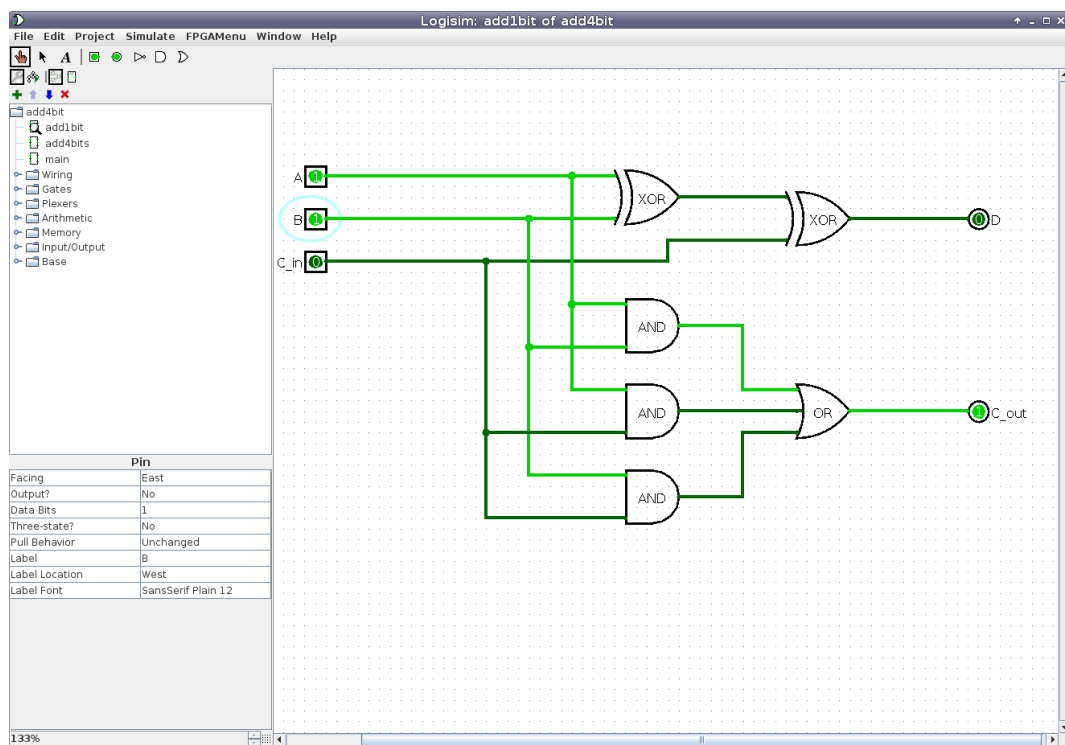 Logisim: add1bit of add4bit
File Edit Project Simulate FPGAMenu Window Help
A
add4bit
add1bit
add4bits
main
Wiring
Gates
Plexers
Arithmetic
Memory
Input/Output
Base
Pin
Facing East
Output? No
Data Bits 1
Three-state? No
Pull Behavior Unchanged
Label B
Label Location West
Label Font SansSerif Plain 12
133%
A 1
XOR
B 1
XOR
0 D
C_in 0
AND
AND
OR
1 C_out
AND